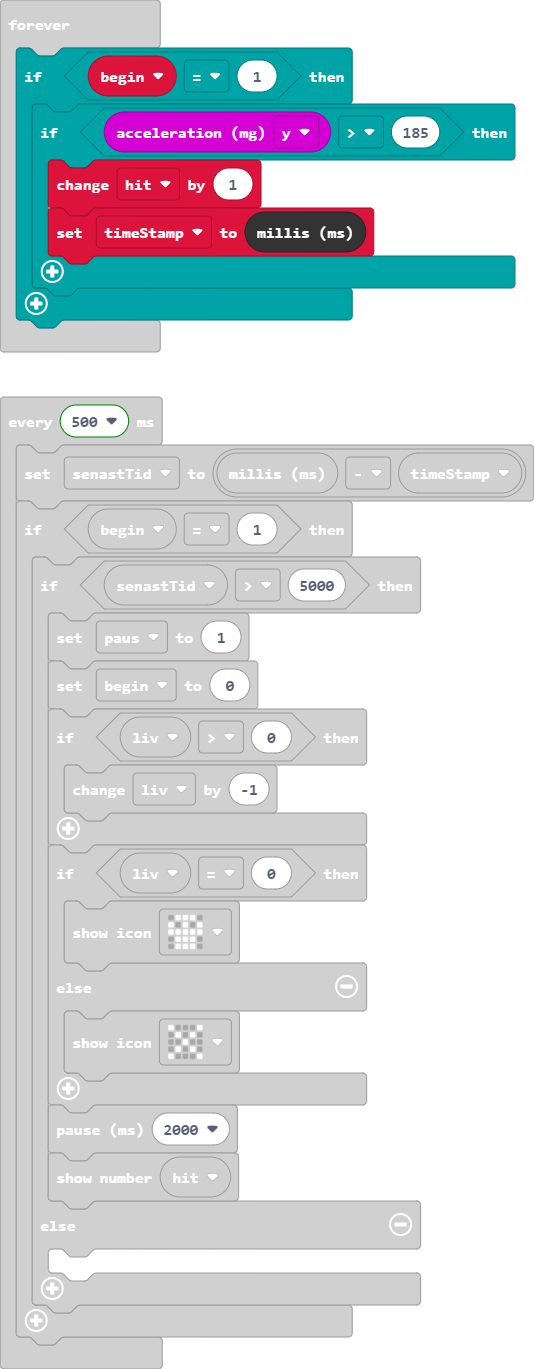 forever
if begin = 1 then
if acceleration (mg) y > 185 then
change hit by 1
set timeStamp to millis (ms)
every 500 ms
set senastTid to millis (ms) - timeStamp
if begin = 1 then
if senastTid > 5000 then
set paus to 1
set begin to 0
if liv > 0 then
change liv by -1
if liv = 0 then
show icon
else
show icon
pause (ms) 2000
show number hit
else